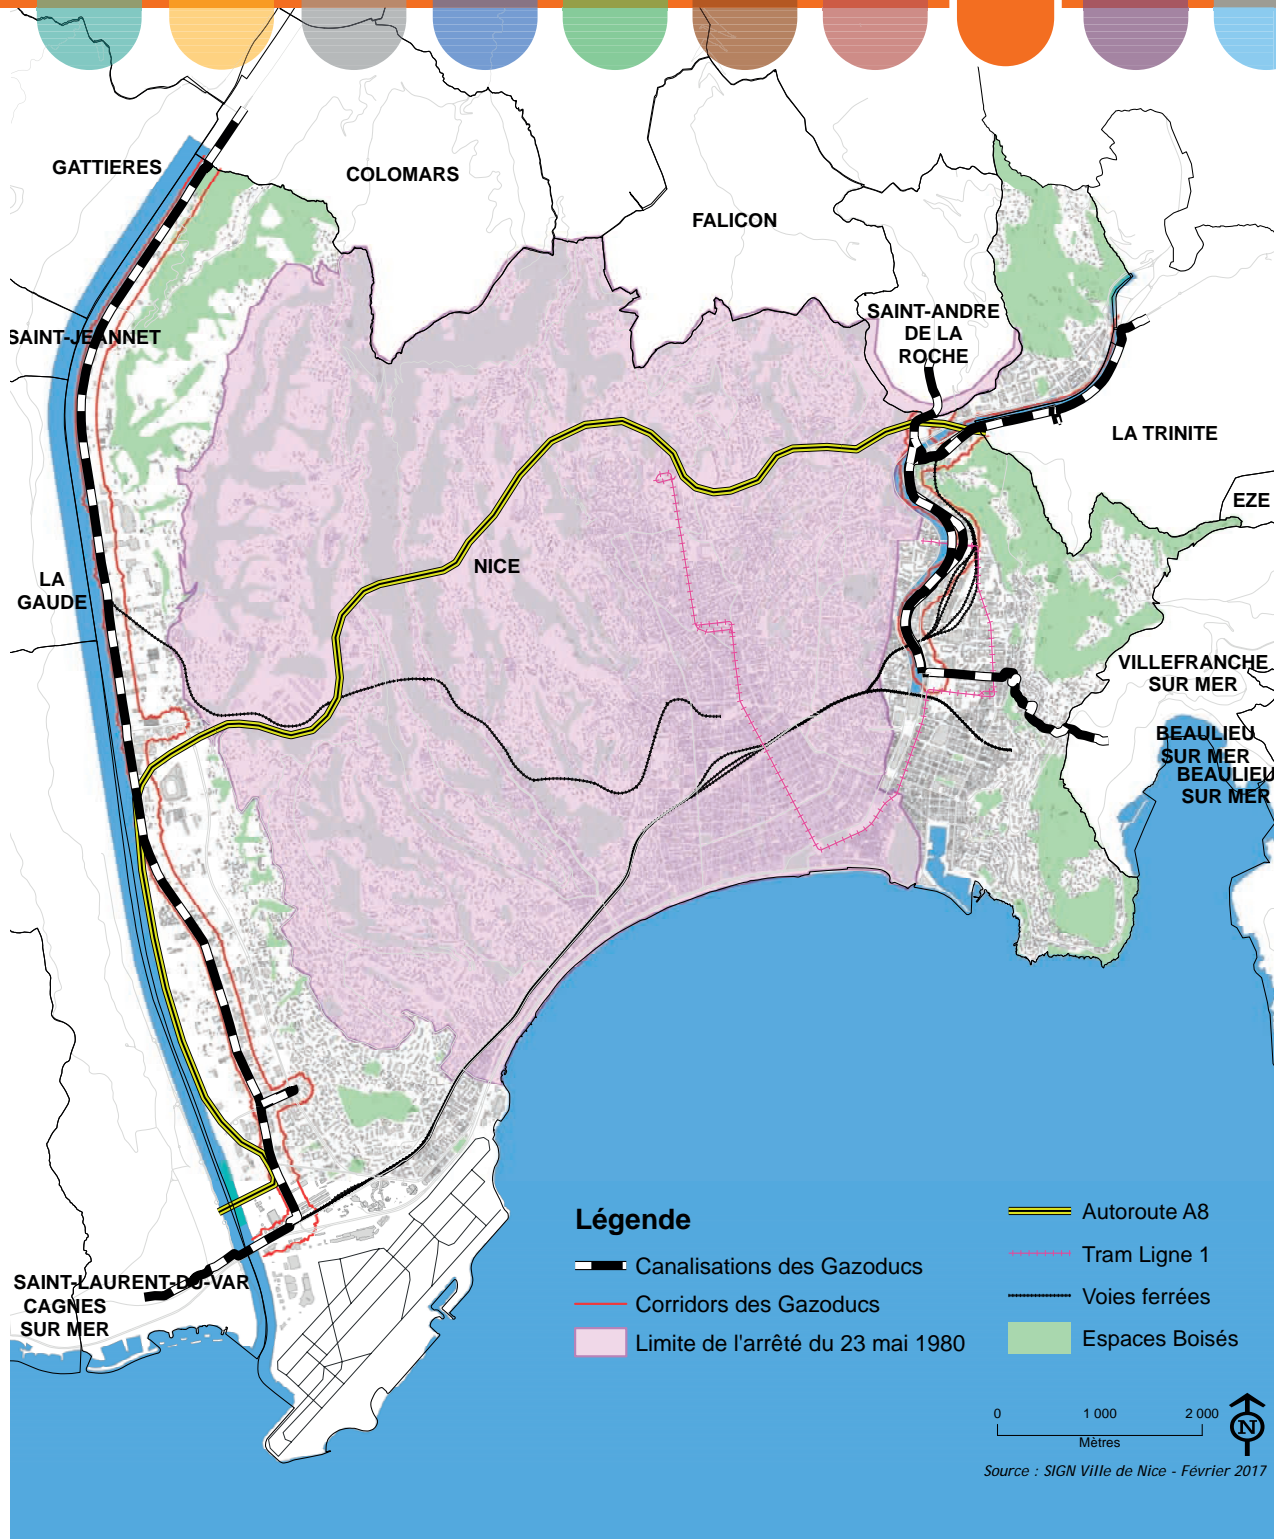 GATTIERES
COLOMARS
FALICON
SAINT-ANDRE
DE LA
ROCHE
SAINT-JEANNET
LA TRINITE
EZE
NICE
LA
GAUDE
VILLEFRANCHE
SUR MER
BEAULIEU
SUR MER
BEAULIEU
SUR MER
SAINT-LAURENT-DU-VAR
CAGNES
SUR MER
Légende
Canalisations des Gazoducs
Corridors des Gazoducs
Limite de l'arrêté du 23 mai 1980
Autoroute A8
Tram Ligne 1
Voies ferrées
Espaces Boisés
0 1 000 2 000
Mètres
N
Source : SIGN Ville de Nice - Février 2017